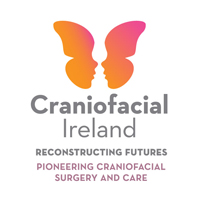 Craniofacial
Ireland
RECONSTRUCTING FUTURES
PIONEERING CRANIOFACIAL
SURGERY AND CARE